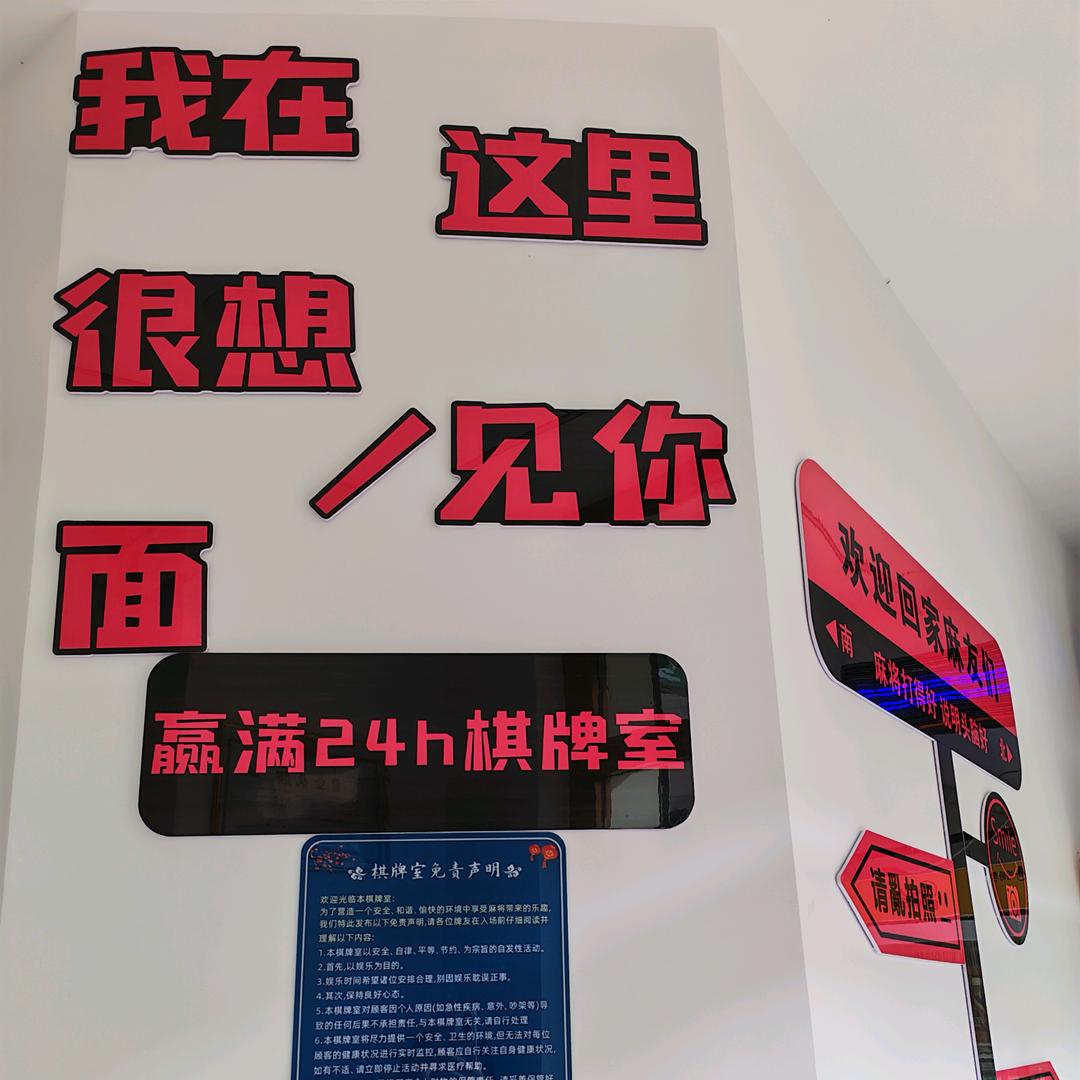 我在
这里
很想
见你
一
面
赢满24h棋牌室
棋牌室免责声明
欢迎光临本棋牌室:
为了营造一个安全、和谐、愉快的环境中享受麻将带来的乐趣,
我们特此发布以下免责声明,请各位牌友在入场前仔细阅读并
理解以下内容:
1.本棋牌室以安全、自律、平等、节约、为宗旨的自发性活动。
2.首先,以娱乐为目的。
3.娱乐时间希望诸位安排合理,别因娱乐耽误正事。
4.其次,保持良好心态。
5.本棋牌室对顾客因个人原因(如急性疾病、意外、吵架等)导
致的任何后果不承担责任,与本棋牌室无关,请自行处理
6.本棋牌室将尽力提供一个安全、卫生的环境,但无法对每位
顾客的健康状况进行实时监控,顾客应自行关注自身健康状况,
如有不适、请立即停止活动并寻求医疗帮助。
欢迎回家麻友们
南 麻将打得好 说明头脑好 北
Smile
清亂拍照